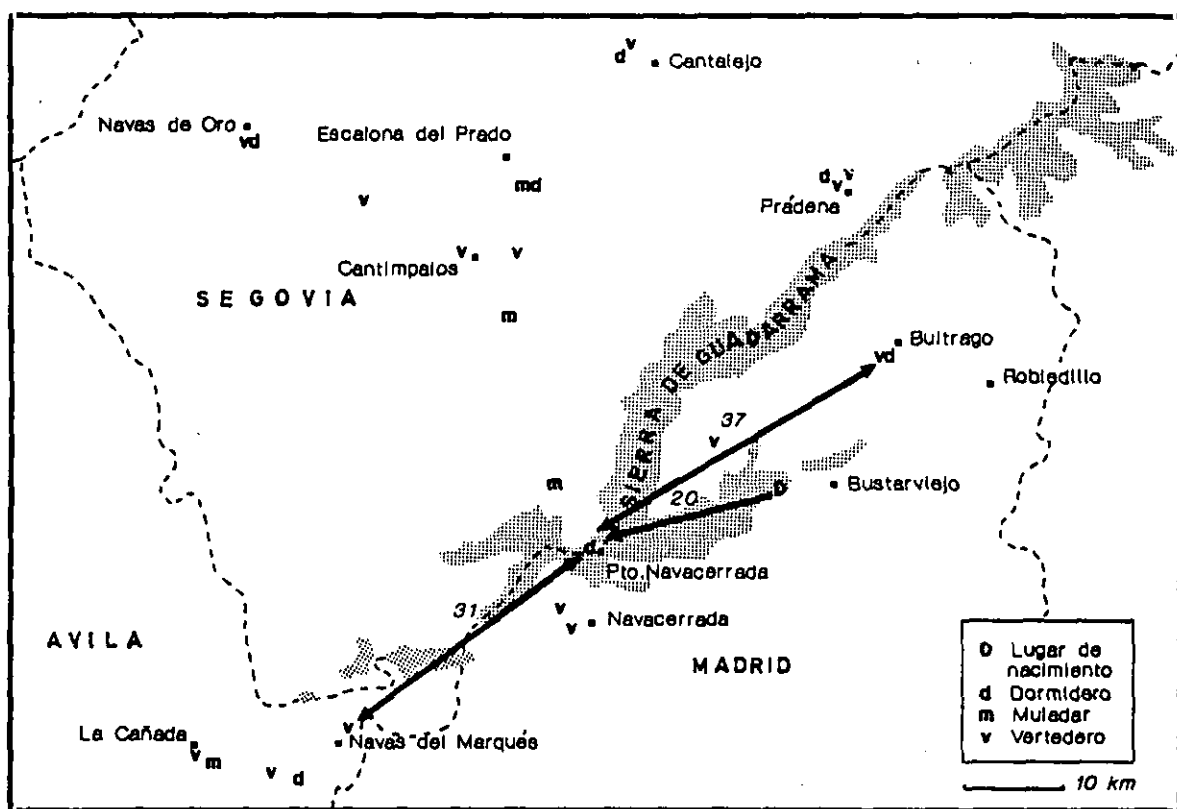 d v
Cantalejo
Navas de Oro
vd
Escalona del Prado
md
v
d v
v
Prádena
v
v
Cantimpalos
SEGOVIA
m
SIERRA DE GUADARRAMA
Buitrago
vd
Robledillo
37
v
m
20
D
Bustarviejo
d
Pto. Navacerrada
31
v
v
Navacerrada
AVILA
MADRID
La Cañada
v m
v
Navas del Marqués
v d
D Lugar de
nacimiento
d Dormidero
m Muladar
v Vertedero
10 km